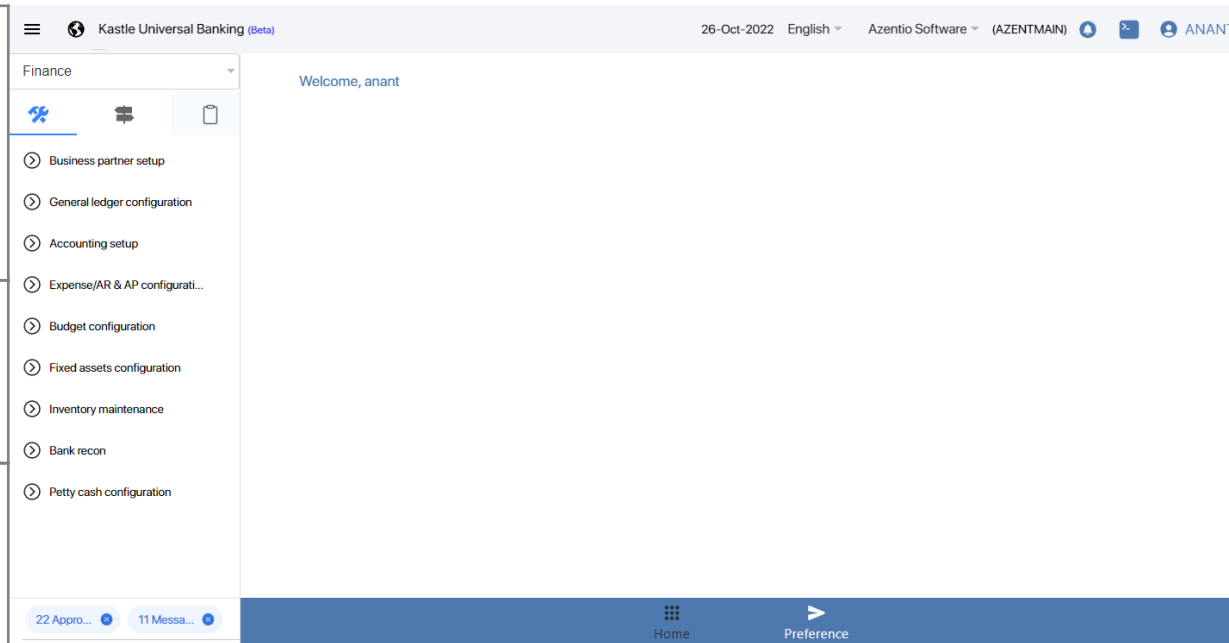 Kastle Universal Banking (Beta)
26-Oct-2022 English Azentio Software (AZENTMAIN) ANANT
Finance
Welcome, anant
Business partner setup
General ledger configuration
Accounting setup
Expense/AR & AP configurati...
Budget configuration
Fixed assets configuration
Inventory maintenance
Bank recon
Petty cash configuration
22 Appro... 11 Messa...
Home Preference